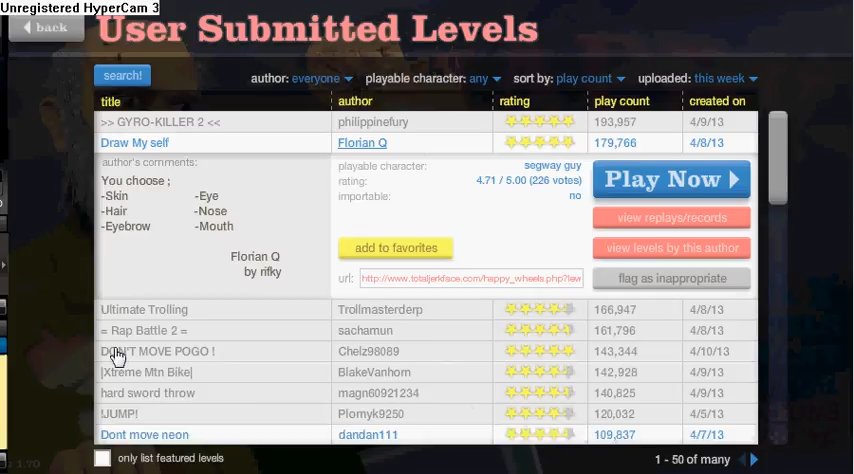 Unregistered HyperCam 3
back
User Submitted Levels
search!
author: everyone playable character: any sort by: play count uploaded: this week
title author rating play count created on
>> GYRO-KILLER 2 << philippinefury 193,957 4/9/13
Draw My self Florian Q 179,766 4/8/13
author's comments:
You choose ;
-Skin -Eye
-Hair -Nose
-Eyebrow -Mouth
Florian Q
by rifky
playable character: segway guy
rating: 4.71 / 5.00 (226 votes)
importable: no
add to favorites
url: http://www.totaljerkface.com/happy_wheels.php?lev
Play Now
view replays/records
view levels by this author
flag as inappropriate
Ultimate Trolling Trollmasterderp 166,947 4/8/13
= Rap Battle 2 = sachamun 161,796 4/8/13
DON'T MOVE POGO ! Chelz98089 143,344 4/10/13
|Xtreme Mtn Bike| BlakeVanhorn 142,928 4/9/13
hard sword throw magn60921234 140,825 4/9/13
!JUMP! Plomyk9250 120,032 4/5/13
Dont move neon dandan111 109,837 4/7/13
only list featured levels
1 - 50 of many
1.70